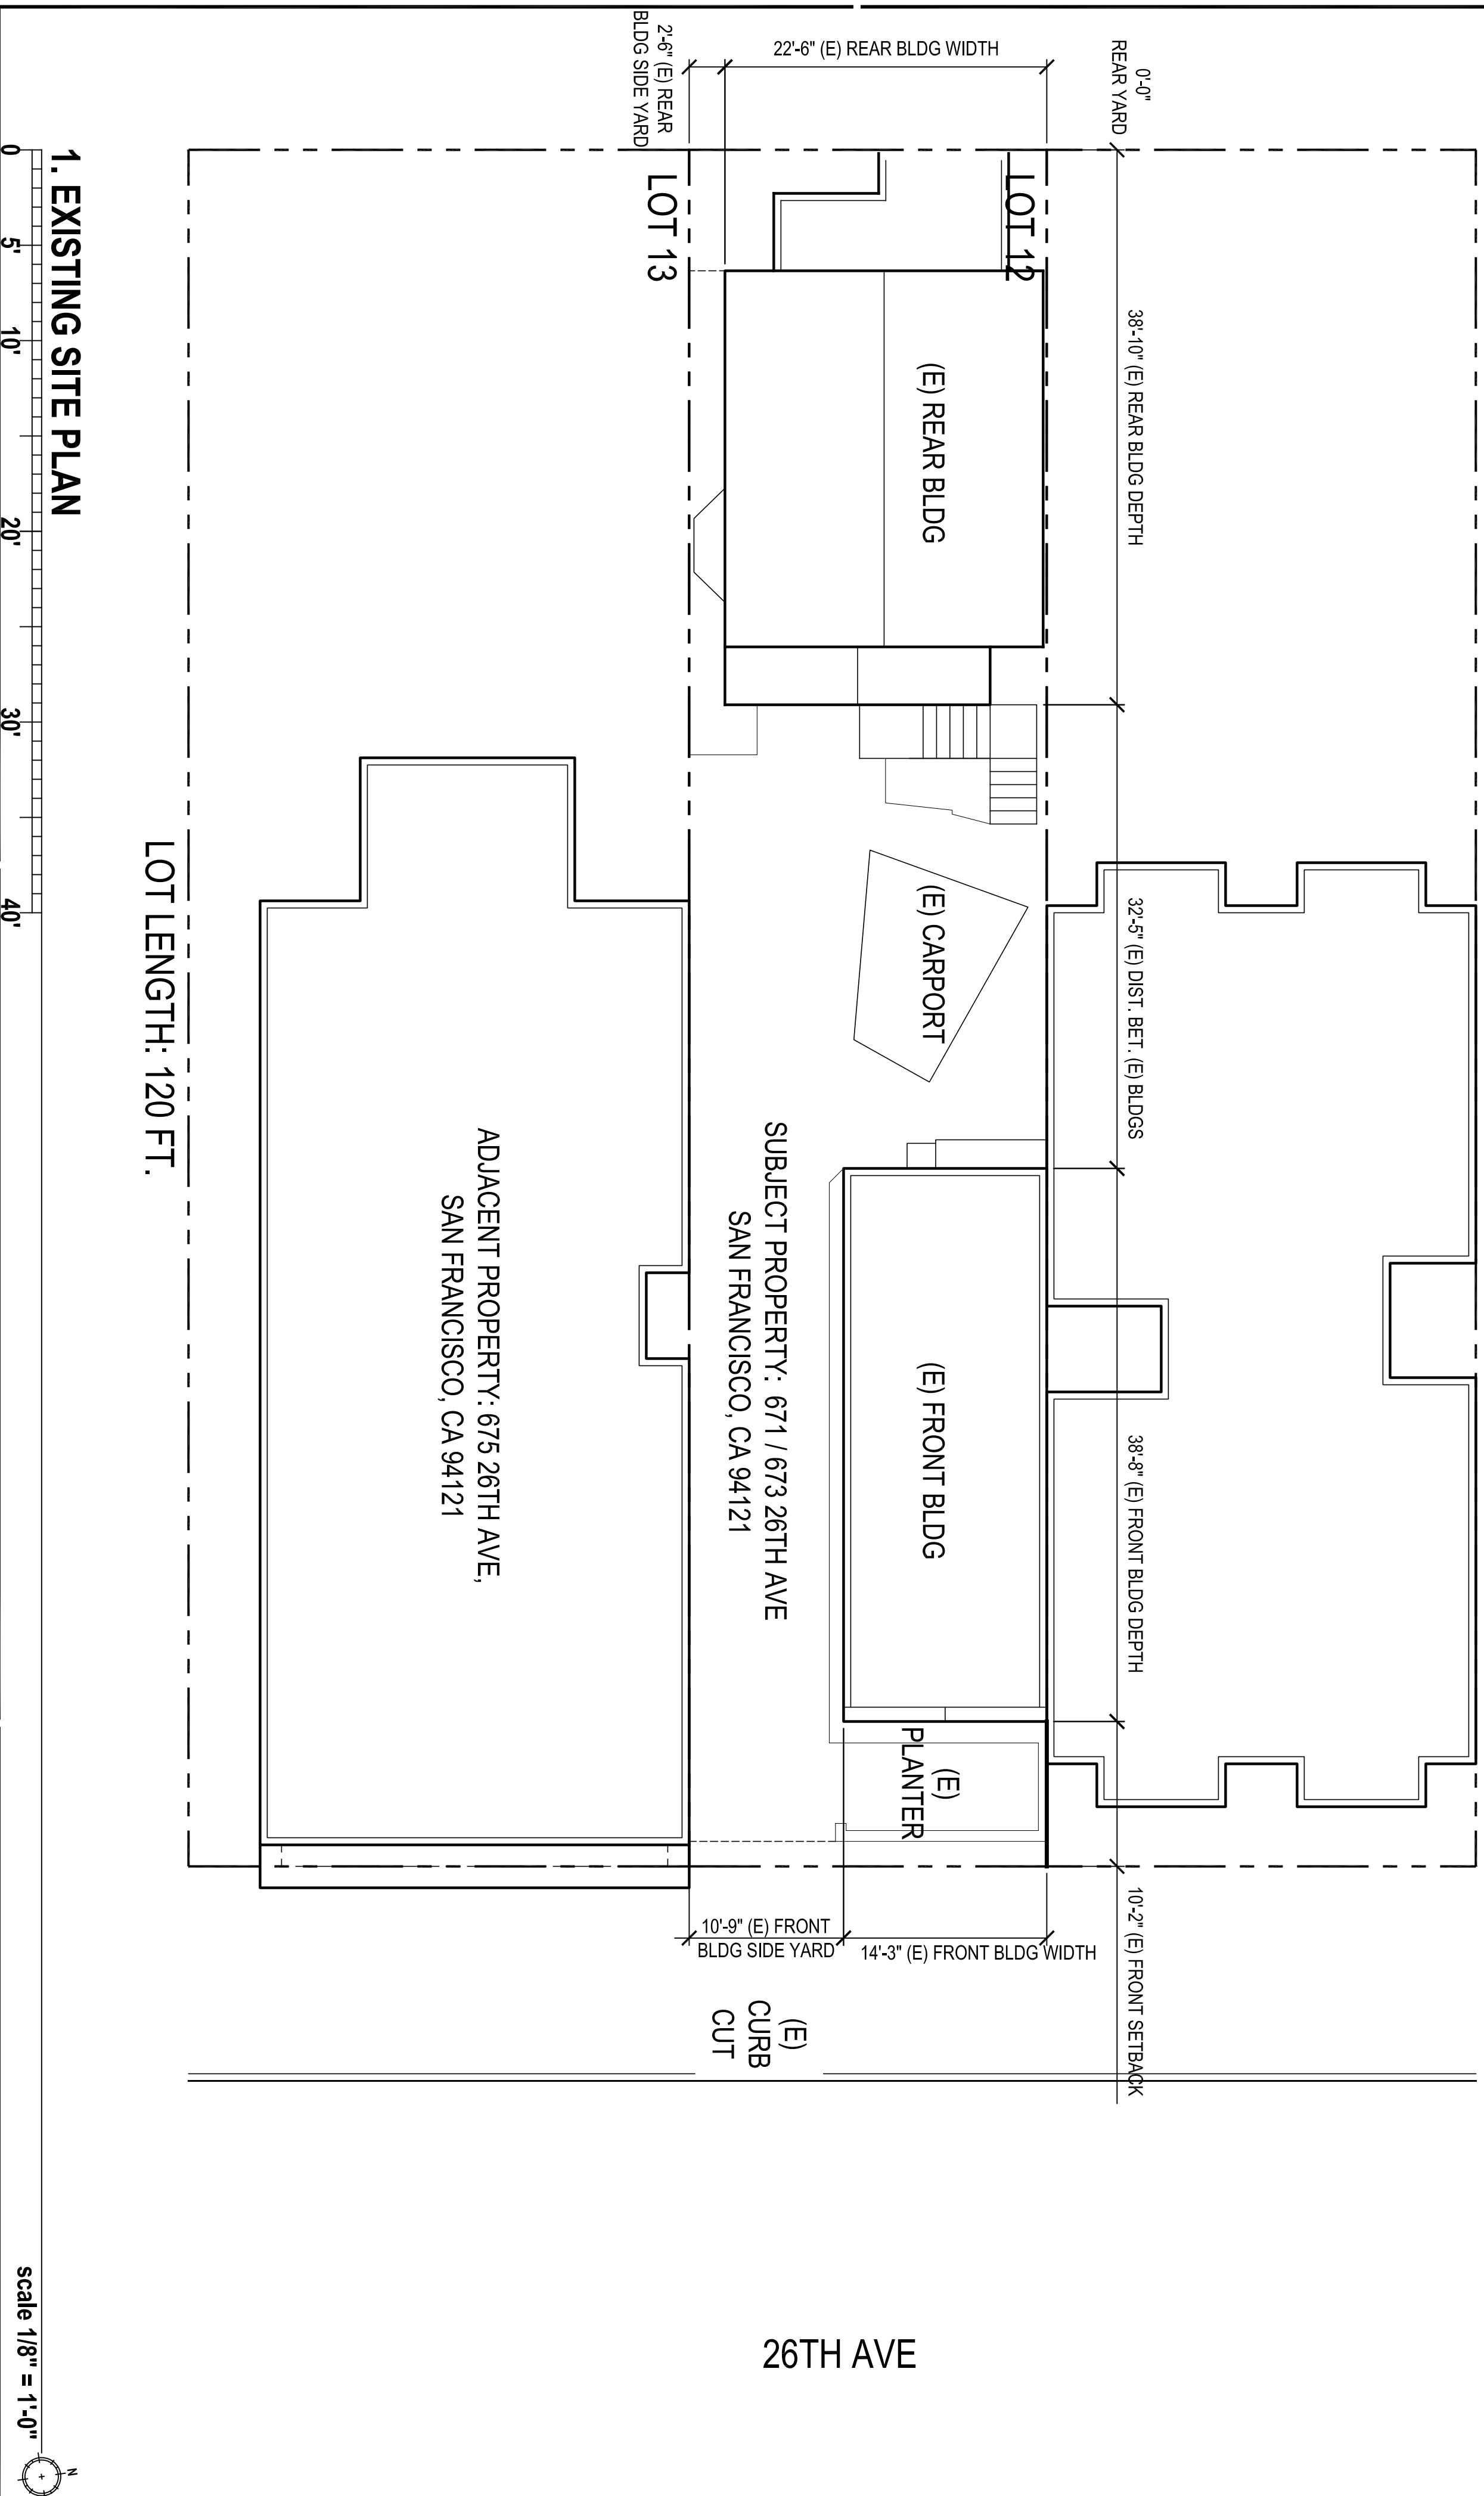 0'-0"
REAR YARD
38'-10" (E) REAR BLDG DEPTH
32'-5" (E) DIST. BET. (E) BLDGS
38'-8" (E) FRONT BLDG DEPTH
10'-2" (E) FRONT SETBACK
22'-6" (E) REAR BLDG WIDTH
2'-6" (E) REAR
BLDG SIDE YARD
LOT 12
LOT 13
(E) REAR BLDG
(E) CARPORT
(E) FRONT BLDG
(E)
PLANTER
SUBJECT PROPERTY: 671 / 673 26TH AVE
SAN FRANCISCO, CA 94121
10'-9" (E) FRONT
BLDG SIDE YARD
14'-3" (E) FRONT BLDG WIDTH
(E)
CURB
CUT
26TH AVE
ADJACENT PROPERTY: 675 26TH AVE,
SAN FRANCISCO, CA 94121
LOT LENGTH: 120 FT.
1. EXISTING SITE PLAN
scale 1/8" = 1'-0"
N
0 5' 10' 20' 30' 40'